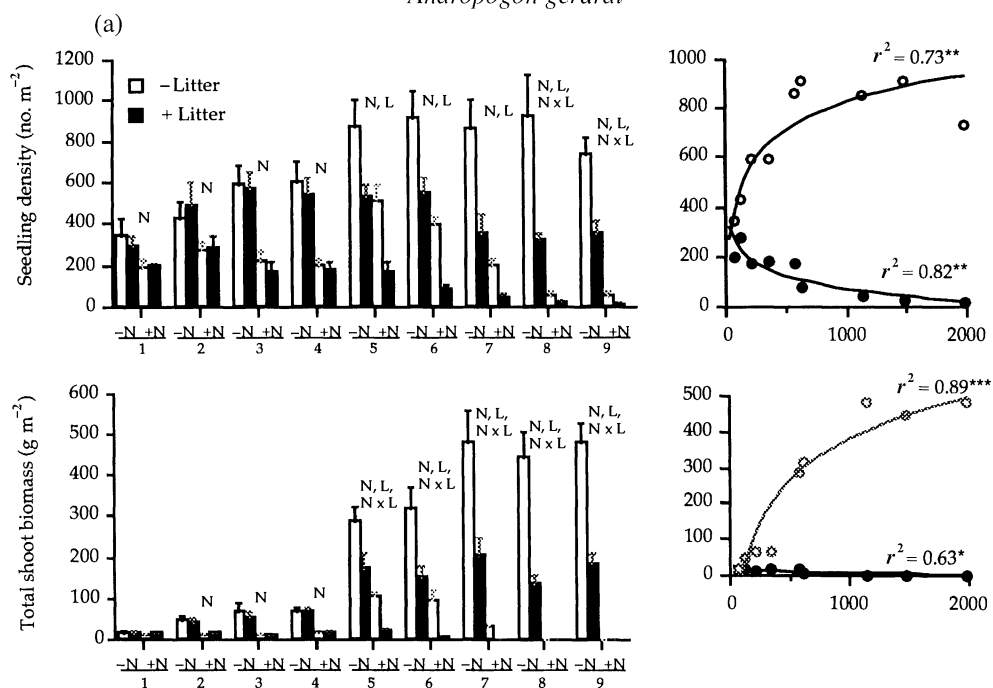 Andropogon gerardi
(a)
Seedling density (no. m⁻²)
1200
1000
800
600
400
200
0
– Litter
+ Litter
N
N
N
N
N, L
N, L
N, L
N, L,
N x L
N, L,
N x L
–N +N –N +N –N +N –N +N –N +N –N +N –N +N –N +N –N +N
1 2 3 4 5 6 7 8 9
1000
800
600
400
200
0
r² = 0.73**
r² = 0.82**
0 1000 2000
Total shoot biomass (g m⁻²)
600
500
400
300
200
100
0
N
N
N
N, L,
N x L
N, L,
N x L
N, L,
N x L
N, L,
N x L
N, L,
N x L
–N +N –N +N –N +N –N +N –N +N –N +N –N +N –N +N –N +N
1 2 3 4 5 6 7 8 9
500
400
300
200
100
0
r² = 0.89***
r² = 0.63*
0 1000 2000